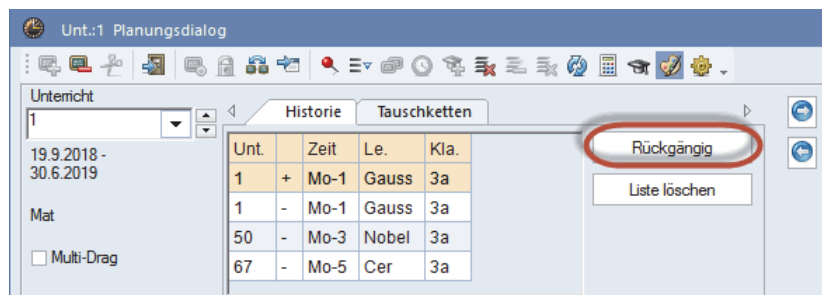 Unt.:1 Planungsdialog
Unterricht
1
19.9.2018 -
30.6.2019
Mat
Multi-Drag
Historie Tauschketten
Unt. Zeit Le. Kla.
1 + Mo-1 Gauss 3a
1 - Mo-1 Gauss 3a
50 - Mo-3 Nobel 3a
67 - Mo-5 Cer 3a
Rückgängig
Liste löschen